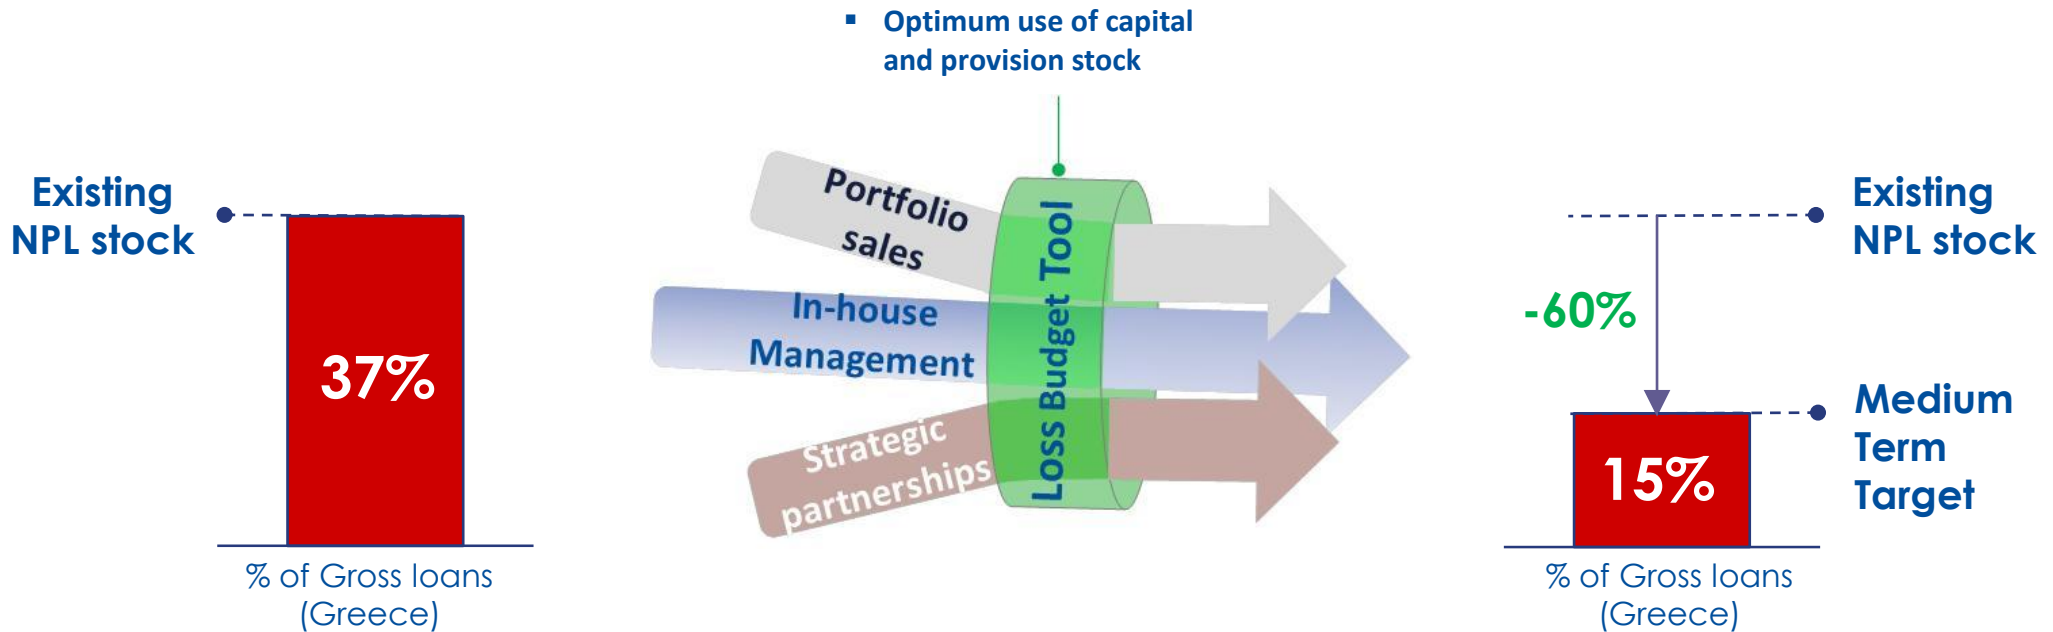 ▪ Optimum use of capital
and provision stock
Existing
NPL stock
37%
% of Gross loans
(Greece)
Portfolio
sales
In-house
Management
Strategic
partnerships
Loss Budget Tool
Existing
NPL stock
-60%
Medium
Term
Target
15%
% of Gross loans
(Greece)